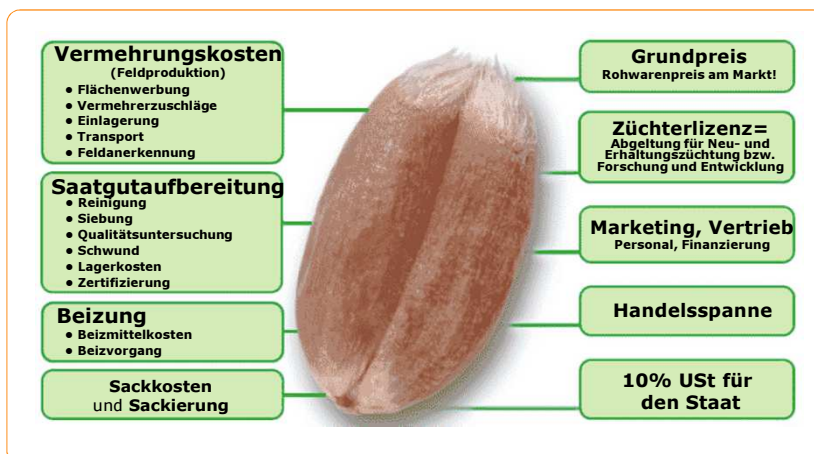 Vermehrungskosten
(Feldproduktion)
● Flächenwerbung
● Vermehrerzuschläge
● Einlagerung
● Transport
● Feldanerkennung
Saatgutaufbereitung
● Reinigung
● Siebung
● Qualitätsuntersuchung
● Schwund
● Lagerkosten
● Zertifizierung
Beizung
● Beizmittelkosten
● Beizvorgang
Sackkosten
und Sackierung
Grundpreis
Rohwarenpreis am Markt!
Züchterlizenz=
Abgeltung für Neu- und
Erhaltungszüchtung bzw.
Forschung und Entwicklung
Marketing, Vertrieb
Personal, Finanzierung
Handelsspanne
10% USt für
den Staat